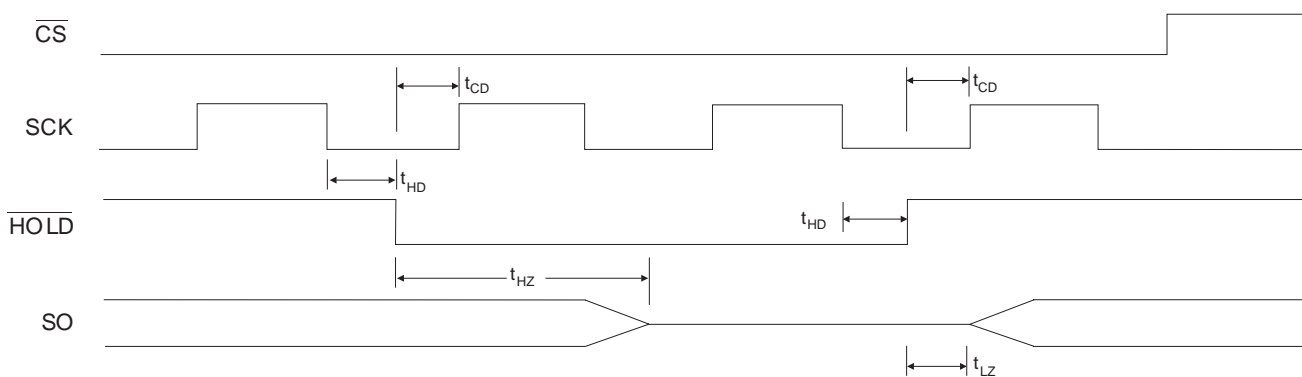 CS
t_CD
t_CD
SCK
t_HD
HOLD
t_HD
t_HZ
SO
t_LZ